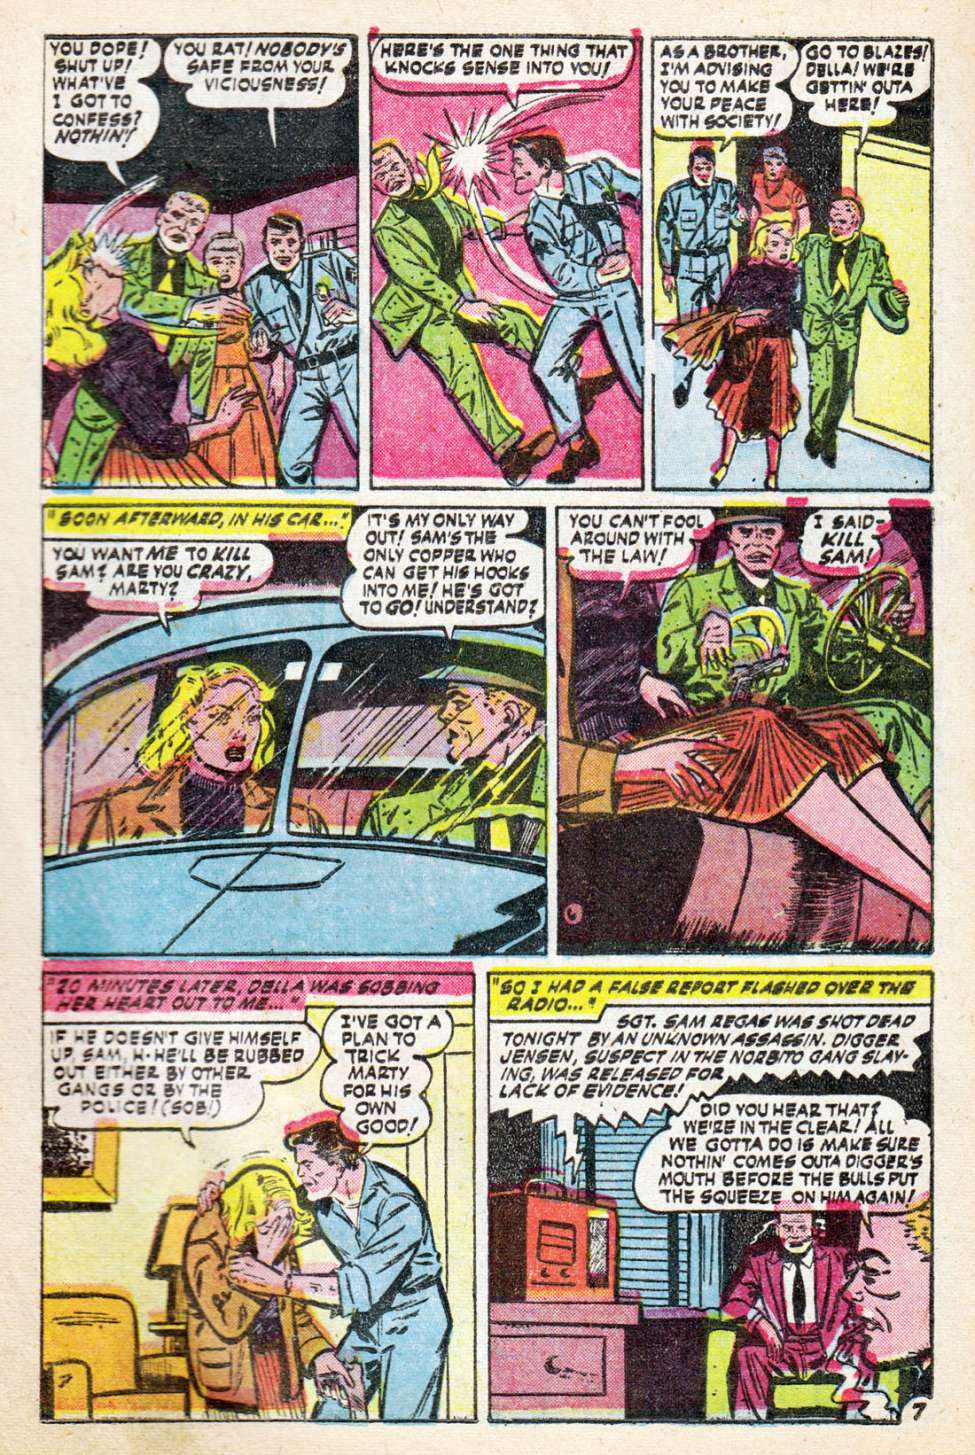 YOU DOPE!
SHUT UP!
WHAT'VE
I GOT TO
CONFESS?
NOTHIN'!
YOU RAT! NOBODY'S
SAFE FROM YOUR
VICIOUSNESS!
HERE'S THE ONE THING THAT
KNOCKS SENSE INTO YOU!
AS A BROTHER,
I'M ADVISING
YOU TO MAKE
YOUR PEACE
WITH SOCIETY!
GO TO BLAZES!
DELLA! WE'RE
GETTIN' OUTA
HERE!
"SOON AFTERWARD, IN HIS CAR..."
YOU WANT ME TO KILL
SAM? ARE YOU CRAZY,
MARTY?
IT'S MY ONLY WAY
OUT! SAM'S THE
ONLY COPPER WHO
CAN GET HIS HOOKS
INTO ME! HE'S GOT
TO GO! UNDERSTAND?
YOU CAN'T FOOL
AROUND WITH
THE LAW!
I SAID-
KILL
SAM!
"20 MINUTES LATER, DELLA WAS SOBBING
HER HEART OUT TO ME..."
IF HE DOESN'T GIVE HIMSELF
UP, SAM, H-HE'LL BE RUBBED
OUT EITHER BY OTHER
GANGS OR BY THE
POLICE! (SOB!)
I'VE GOT A
PLAN TO
TRICK
MARTY
FOR HIS
OWN
GOOD!
"SO I HAD A FALSE REPORT FLASHED OVER THE
RADIO..."
SGT. SAM REGAS WAS SHOT DEAD
TONIGHT BY AN UNKNOWN ASSASSIN. DIGGER
JENSEN, SUSPECT IN THE NORBITO GANG SLAY-
ING, WAS RELEASED FOR
LACK OF EVIDENCE!
DID YOU HEAR THAT?
WE'RE IN THE CLEAR! ALL
WE GOTTA DO IS MAKE SURE
NOTHIN' COMES OUTA DIGGER'S
MOUTH BEFORE THE BULLS PUT
THE SQUEEZE ON HIM AGAIN!
7